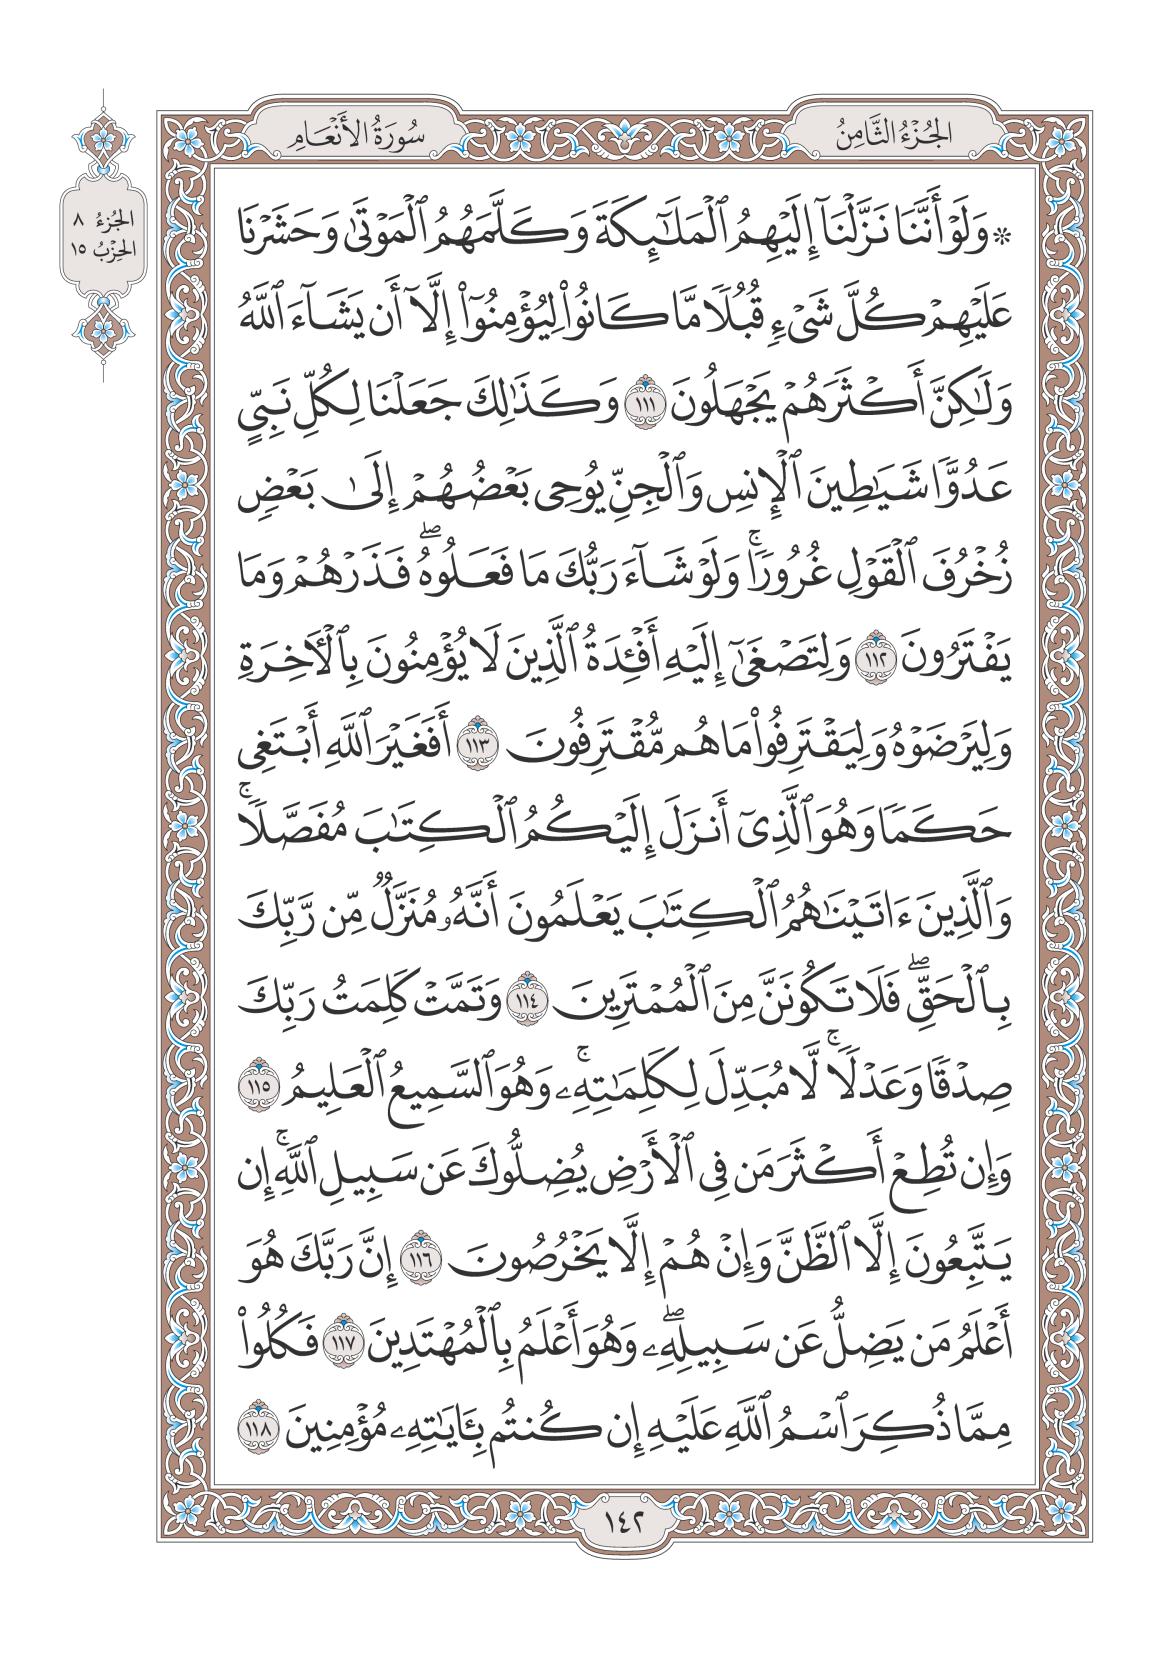 الجُزْءُ الثَّامِنُ
سُورَةُ الأَنْعَامِ
الجُزءُ ٨
الحِزْبُ ١٥
۞ وَلَوْ أَنَّنَا نَزَّلْنَآ إِلَيْهِمُ ٱلْمَلَٰٓئِكَةَ وَكَلَّمَهُمُ ٱلْمَوْتَىٰ وَحَشَرْنَا
عَلَيْهِمْ كُلَّ شَىْءٍ قُبُلًا مَّا كَانُوا۟ لِيُؤْمِنُوٓا۟ إِلَّآ أَن يَشَآءَ ٱللَّهُ
وَلَٰكِنَّ أَكْثَرَهُمْ يَجْهَلُونَ ١١١ وَكَذَٰلِكَ جَعَلْنَا لِكُلِّ نَبِىٍّ
عَدُوًّا شَيَٰطِينَ ٱلْإِنسِ وَٱلْجِنِّ يُوحِى بَعْضُهُمْ إِلَىٰ بَعْضٍ
زُخْرُفَ ٱلْقَوْلِ غُرُورًا ۚ وَلَوْ شَآءَ رَبُّكَ مَا فَعَلُوهُ ۖ فَذَرْهُمْ وَمَا
يَفْتَرُونَ ١١٢ وَلِتَصْغَىٰٓ إِلَيْهِ أَفْـِٔدَةُ ٱلَّذِينَ لَا يُؤْمِنُونَ بِٱلْـَٔاخِرَةِ
وَلِيَرْضَوْهُ وَلِيَقْتَرِفُوا۟ مَا هُم مُّقْتَرِفُونَ ١١٣ أَفَغَيْرَ ٱللَّهِ أَبْتَغِى
حَكَمًا وَهُوَ ٱلَّذِىٓ أَنزَلَ إِلَيْكُمُ ٱلْكِتَٰبَ مُفَصَّلًا ۚ
وَٱلَّذِينَ ءَاتَيْنَٰهُمُ ٱلْكِتَٰبَ يَعْلَمُونَ أَنَّهُۥ مُنَزَّلٌ مِّن رَّبِّكَ
بِٱلْحَقِّ ۖ فَلَا تَكُونَنَّ مِنَ ٱلْمُمْتَرِينَ ١١٤ وَتَمَّتْ كَلِمَتُ رَبِّكَ
صِدْقًا وَعَدْلًا ۚ لَّا مُبَدِّلَ لِكَلِمَٰتِهِۦ ۚ وَهُوَ ٱلسَّمِيعُ ٱلْعَلِيمُ ١١٥
وَإِن تُطِعْ أَكْثَرَ مَن فِى ٱلْأَرْضِ يُضِلُّوكَ عَن سَبِيلِ ٱللَّهِ ۚ إِن
يَتَّبِعُونَ إِلَّا ٱلظَّنَّ وَإِنْ هُمْ إِلَّا يَخْرُصُونَ ١١٦ إِنَّ رَبَّكَ هُوَ
أَعْلَمُ مَن يَضِلُّ عَن سَبِيلِهِۦ ۖ وَهُوَ أَعْلَمُ بِٱلْمُهْتَدِينَ ١١٧ فَكُلُوا۟
مِمَّا ذُكِرَ ٱسْمُ ٱللَّهِ عَلَيْهِ إِن كُنتُم بِـَٔايَٰتِهِۦ مُؤْمِنِينَ ١١٨
١٤٢